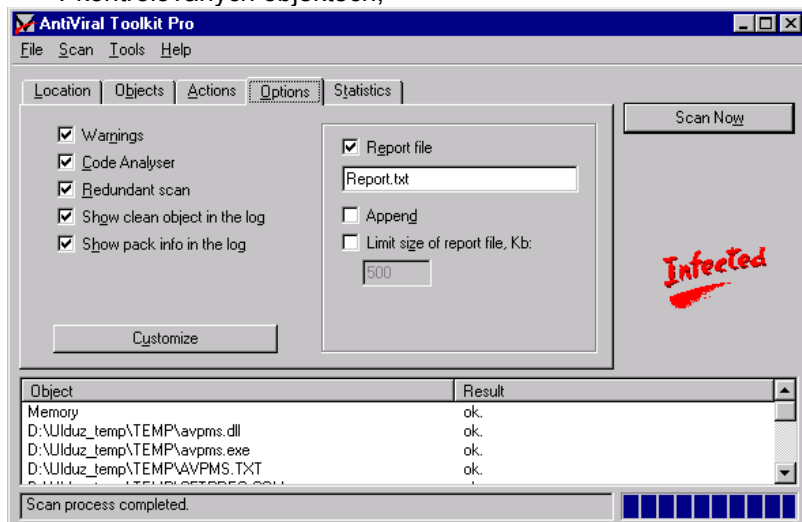 kontrolovaných objektech;
AntiViral Toolkit Pro
File Scan Tools Help
Location Objects Actions Options Statistics
Scan Now
Warnings
Code Analyser
Redundant scan
Show clean object in the log
Show pack info in the log
Customize
Report file
Report.txt
Append
Limit size of report file, Kb:
500
Infected
Object Result
Memory ok.
D:\Ulduz_temp\TEMP\avpms.dll ok.
D:\Ulduz_temp\TEMP\avpms.exe ok.
D:\Ulduz_temp\TEMP\AVPMS.TXT ok.
Scan process completed.